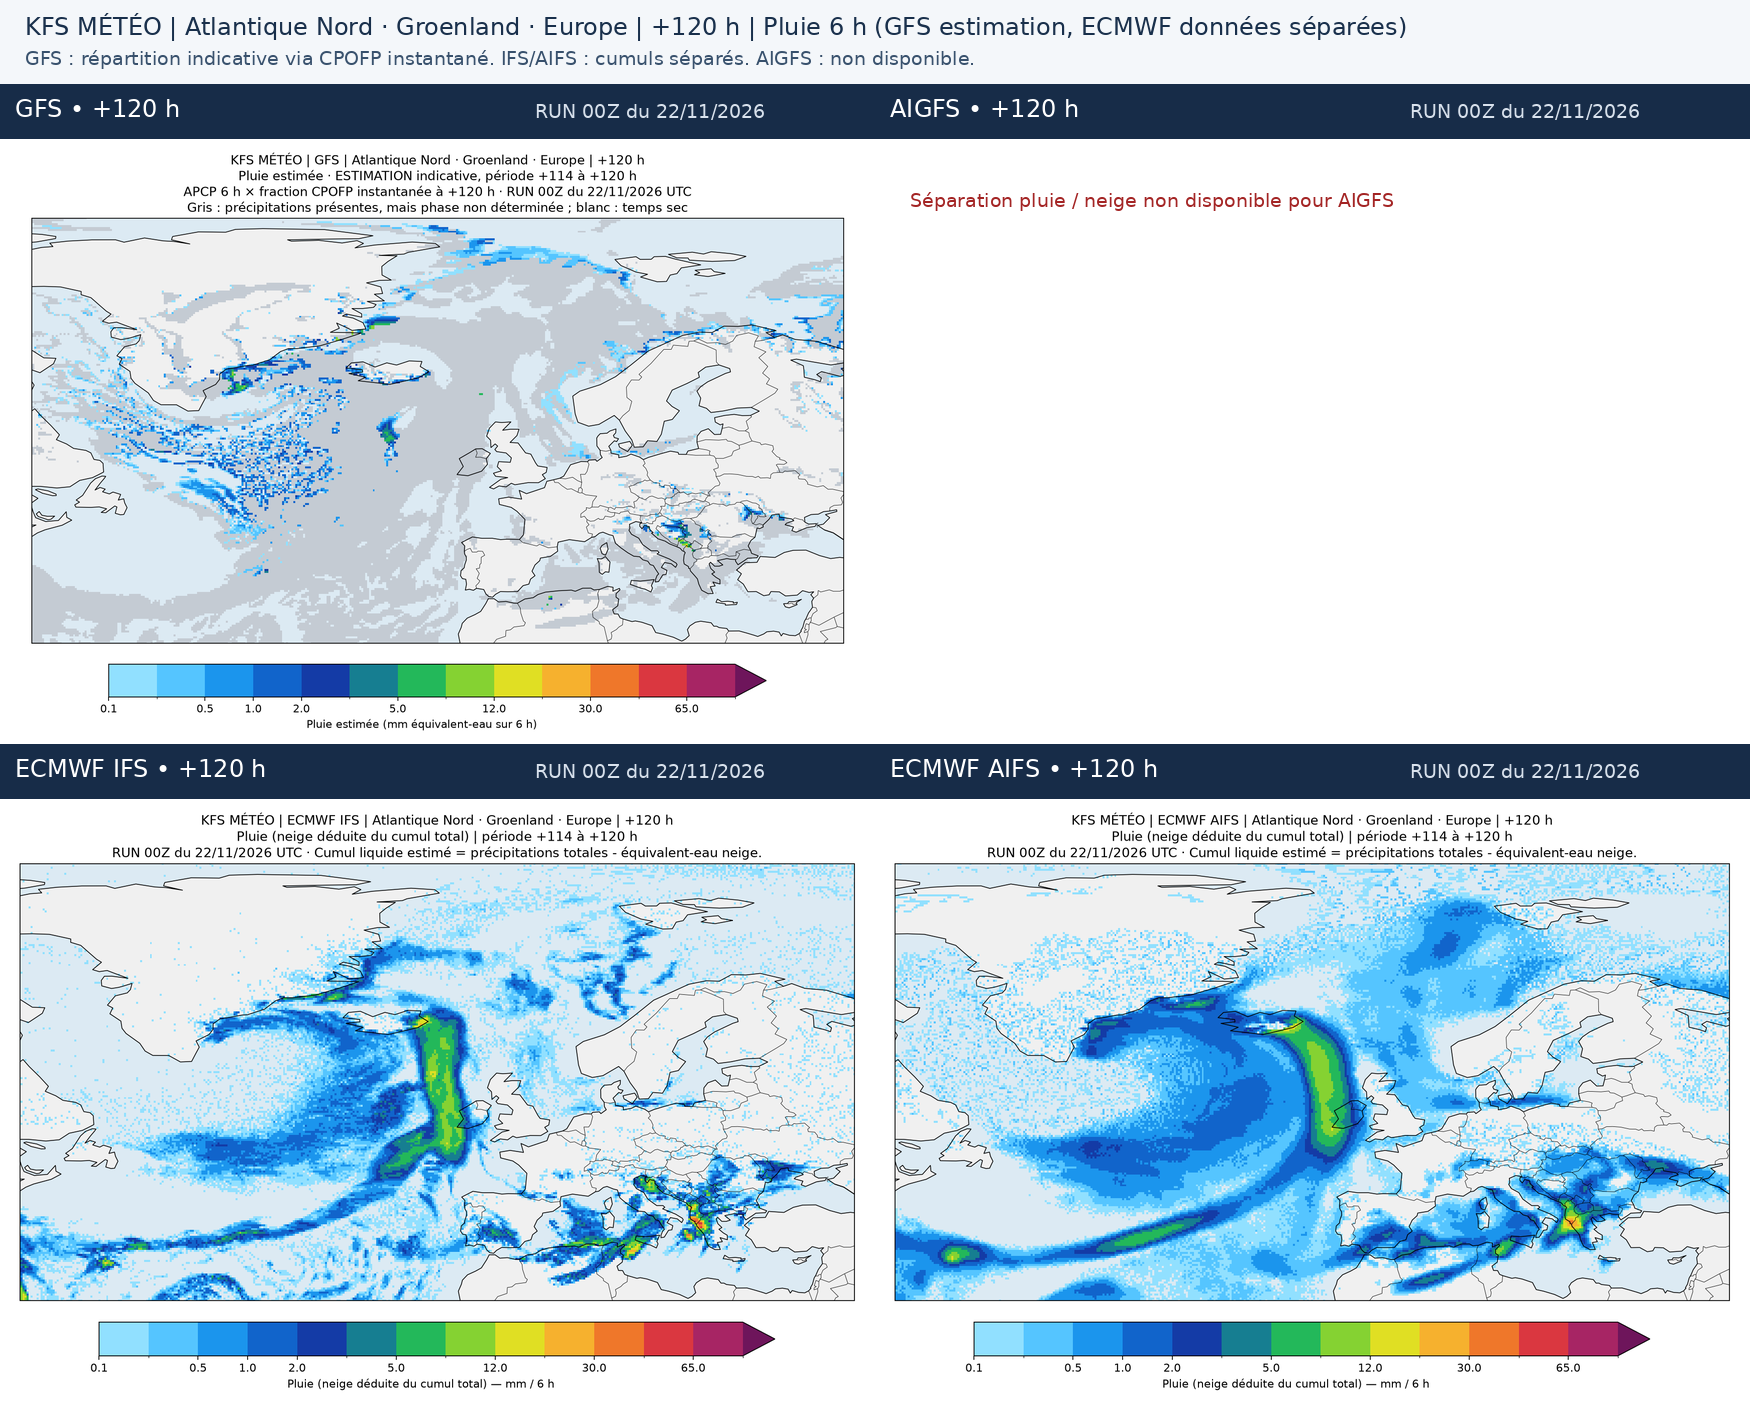 KFS MÉTÉO | Atlantique Nord · Groenland · Europe | +120 h | Pluie 6 h (GFS estimation, ECMWF données séparées)
GFS : répartition indicative via CPOFP instantané. IFS/AIFS : cumuls séparés. AIGFS : non disponible.
GFS • +120 h
RUN 00Z du 22/11/2026
KFS MÉTÉO | GFS | Atlantique Nord · Groenland · Europe | +120 h
Pluie estimée · ESTIMATION indicative, période +114 à +120 h
APCP 6 h × fraction CPOFP instantanée à +120 h · RUN 00Z du 22/11/2026 UTC
Gris : précipitations présentes, mais phase non déterminée ; blanc : temps sec
0.1 0.5 1.0 2.0 5.0 12.0 30.0 65.0
Pluie estimée (mm équivalent-eau sur 6 h)
AIGFS • +120 h
RUN 00Z du 22/11/2026
Séparation pluie / neige non disponible pour AIGFS
ECMWF IFS • +120 h
RUN 00Z du 22/11/2026
KFS MÉTÉO | ECMWF IFS | Atlantique Nord · Groenland · Europe | +120 h
Pluie (neige déduite du cumul total) | période +114 à +120 h
RUN 00Z du 22/11/2026 UTC · Cumul liquide estimé = précipitations totales - équivalent-eau neige.
0.1 0.5 1.0 2.0 5.0 12.0 30.0 65.0
Pluie (neige déduite du cumul total) — mm / 6 h
ECMWF AIFS • +120 h
RUN 00Z du 22/11/2026
KFS MÉTÉO | ECMWF AIFS | Atlantique Nord · Groenland · Europe | +120 h
Pluie (neige déduite du cumul total) | période +114 à +120 h
RUN 00Z du 22/11/2026 UTC · Cumul liquide estimé = précipitations totales - équivalent-eau neige.
0.1 0.5 1.0 2.0 5.0 12.0 30.0 65.0
Pluie (neige déduite du cumul total) — mm / 6 h